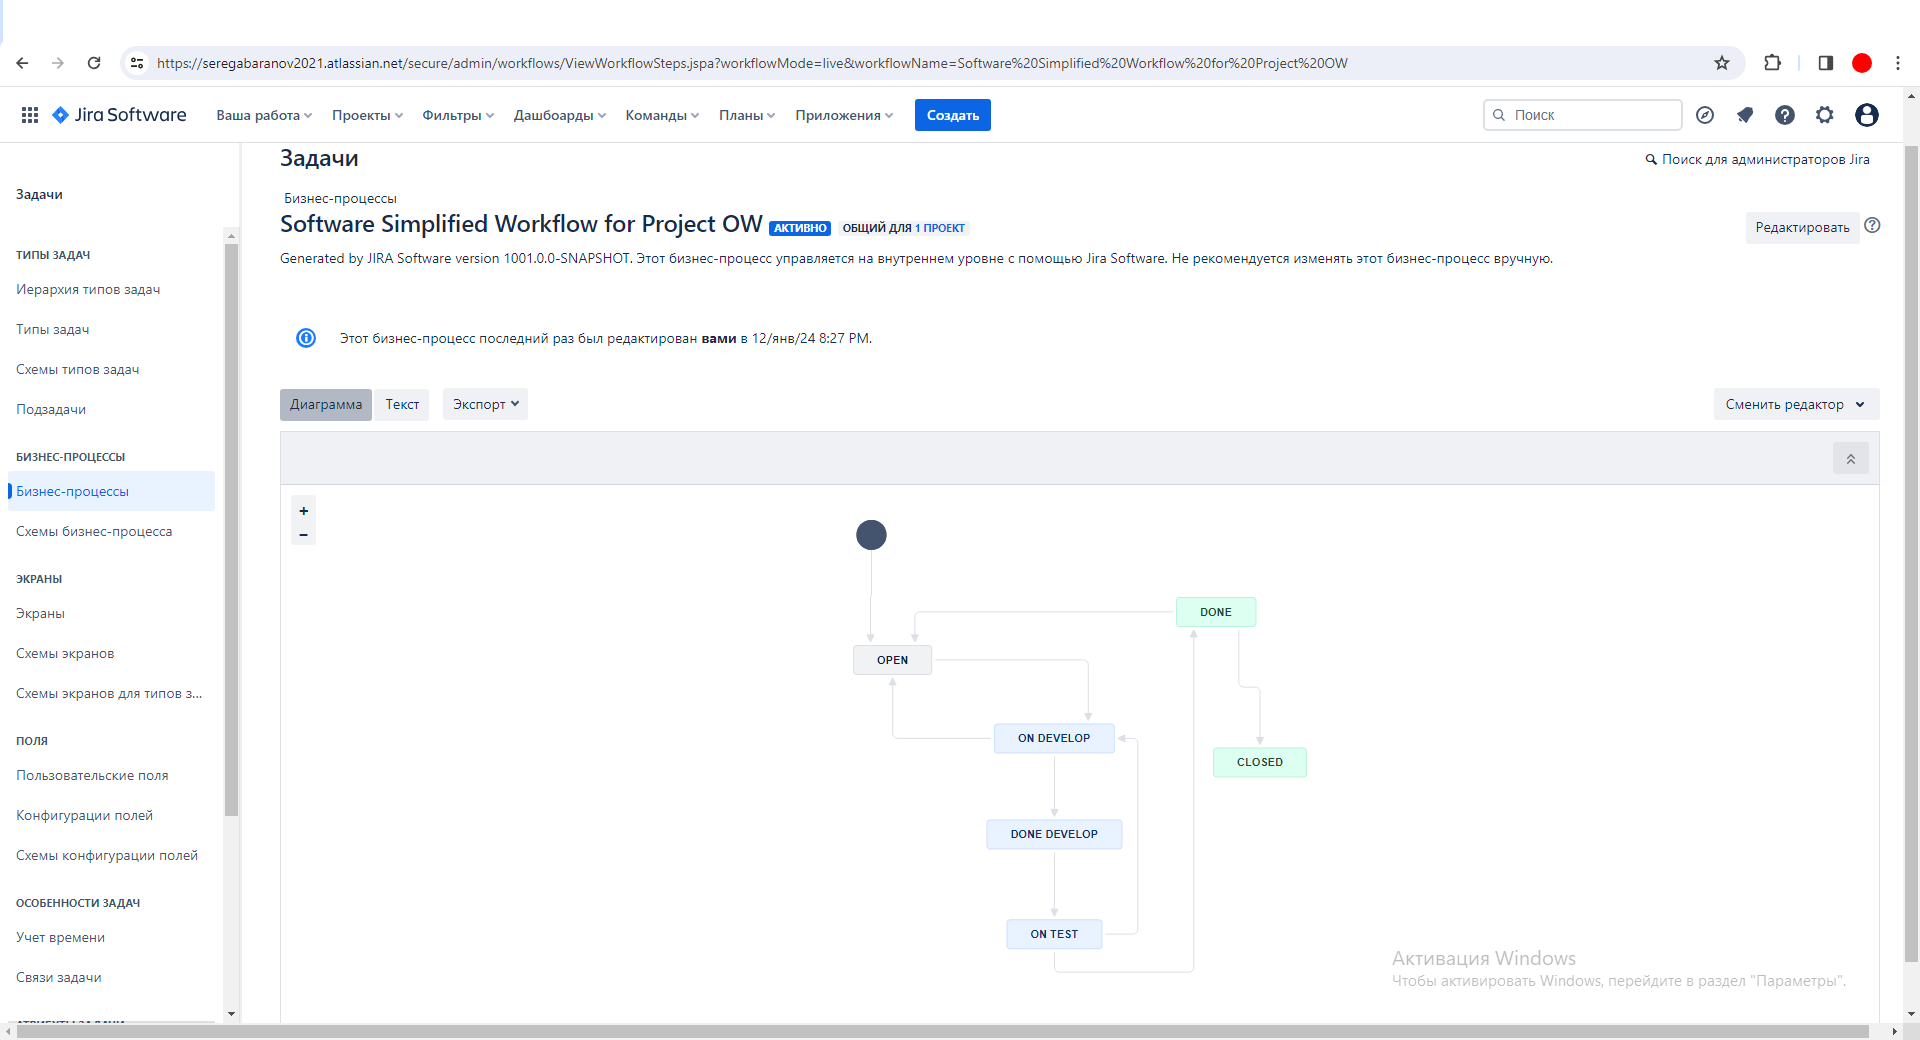 https://seregabaranov2021.atlassian.net/secure/admin/workflows/ViewWorkflowSteps.jspa?workflowMode=live&workflowName=Software%20Simplified%20Workflow%20for%20Project%20OW
Jira Software Ваша работа Проекты Фильтры Дашборды Команды Планы Приложения Создать Поиск
Задачи
Поиск для администраторов Jira
Задачи
ТИПЫ ЗАДАЧ
Иерархия типов задач
Типы задач
Схемы типов задач
Подзадачи
БИЗНЕС-ПРОЦЕССЫ
Бизнес-процессы
Схемы бизнес-процесса
ЭКРАНЫ
Экраны
Схемы экранов
Схемы экранов для типов з...
ПОЛЯ
Пользовательские поля
Конфигурации полей
Схемы конфигурации полей
ОСОБЕННОСТИ ЗАДАЧ
Учет времени
Связи задачи
Бизнес-процессы
Software Simplified Workflow for Project OW АКТИВНО ОБЩИЙ ДЛЯ 1 ПРОЕКТ
Редактировать
Generated by JIRA Software version 1001.0.0-SNAPSHOT. Этот бизнес-процесс управляется на внутреннем уровне с помощью Jira Software. Не рекомендуется изменять этот бизнес-процесс вручную.
Этот бизнес-процесс последний раз был редактирован вами в 12/янв/24 8:27 PM.
Диаграмма Текст Экспорт Сменить редактор
+
−
DONE
OPEN
ON DEVELOP
CLOSED
DONE DEVELOP
ON TEST
Активация Windows
Чтобы активировать Windows, перейдите в раздел "Параметры".